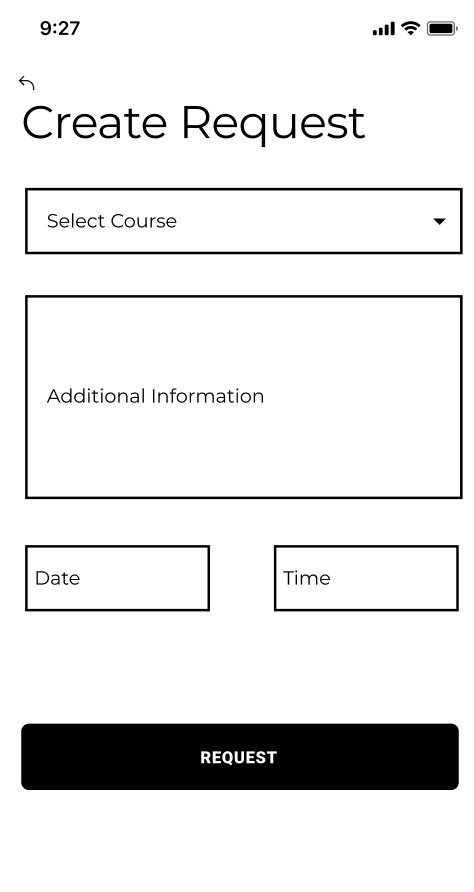 9:27
Create Request
Select Course
Additional Information
Date
Time
REQUEST